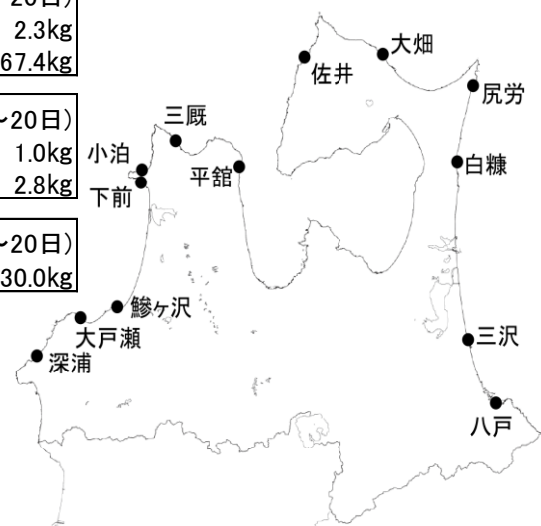 20日)
2.3kg
67.4kg
~20日)
1.0kg
2.8kg
~20日)
30.0kg
大畑
佐井
尻労
三厩
小泊
平舘
白糠
下前
鰺ヶ沢
大戸瀬
深浦
三沢
八戸